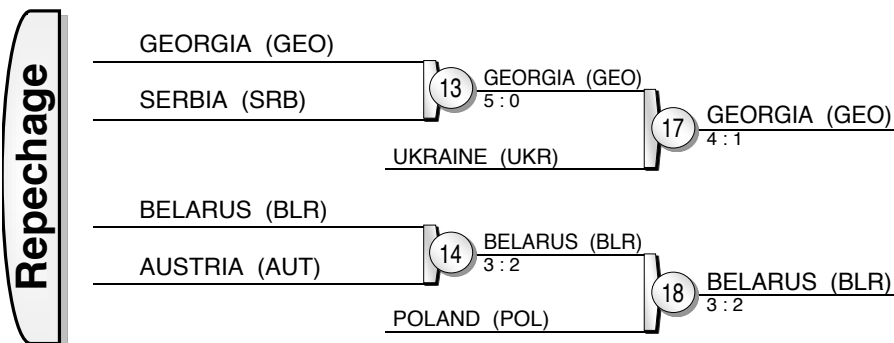 Repechage
GEORGIA (GEO)
SERBIA (SRB)
13
GEORGIA (GEO)
5 : 0
UKRAINE (UKR)
17
GEORGIA (GEO)
4 : 1
BELARUS (BLR)
AUSTRIA (AUT)
14
BELARUS (BLR)
3 : 2
POLAND (POL)
18
BELARUS (BLR)
3 : 2